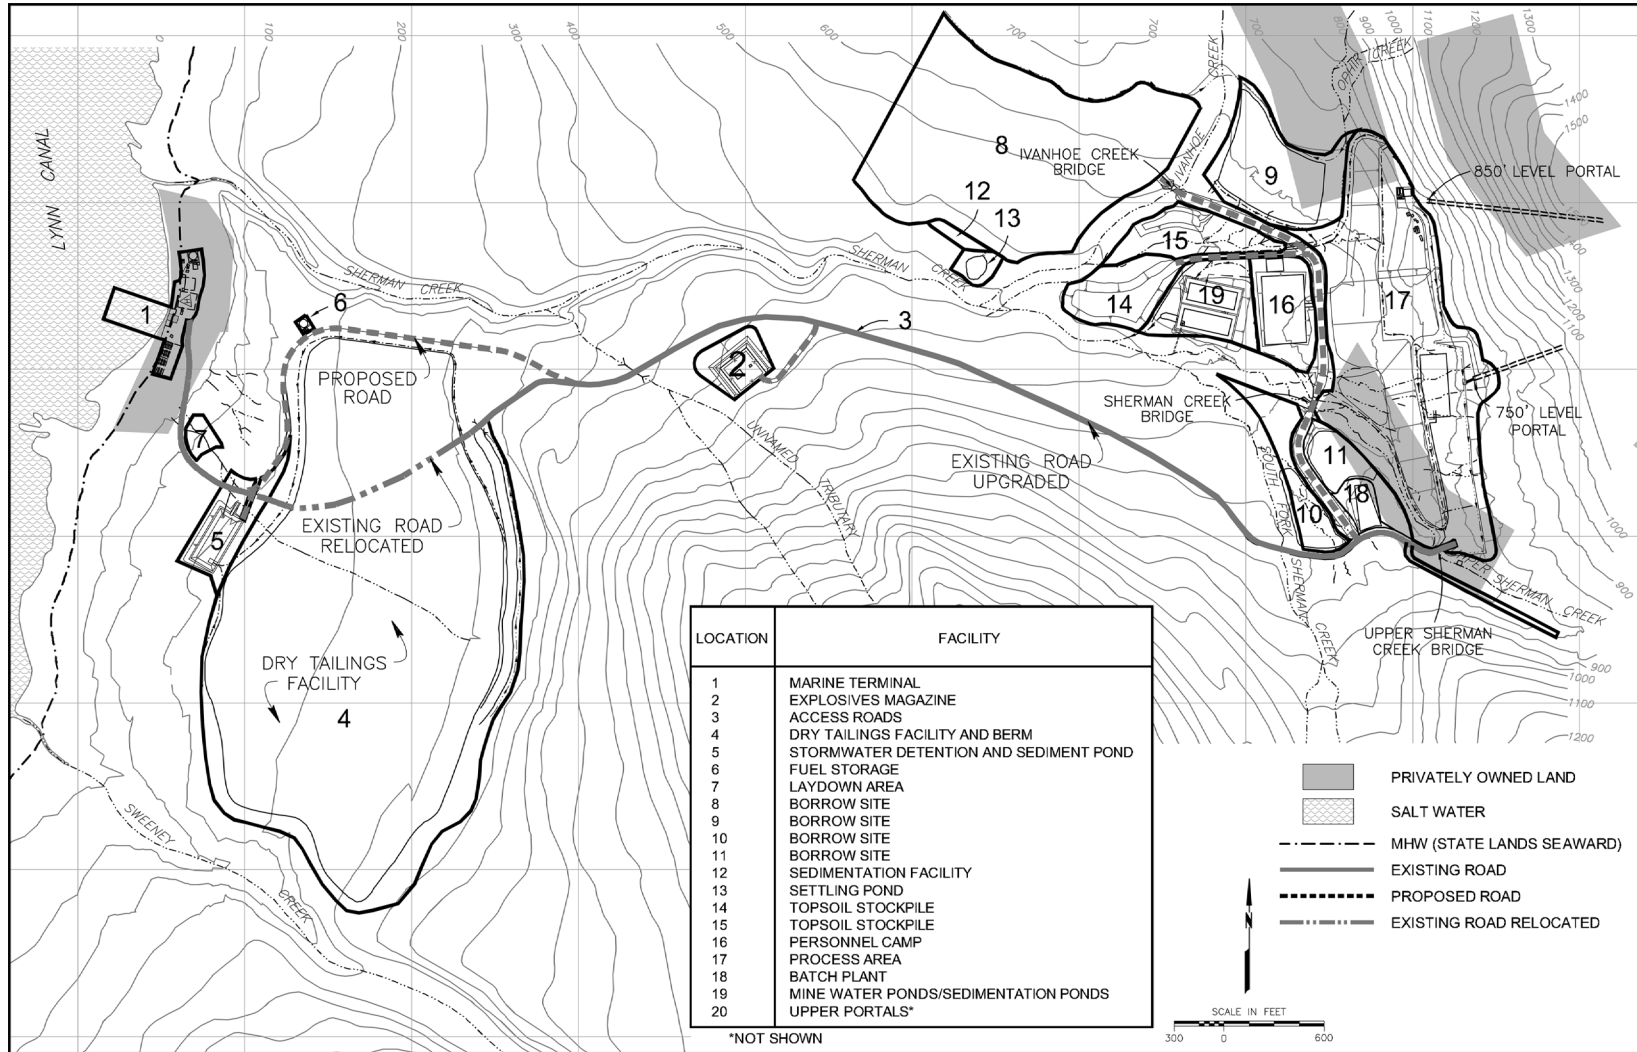 0
100
200
300
400
500
600
700
700
700
800
900
1000
1100
1200
1300
LYNN CANAL
IVANHOE CREEK
OPHIR CREEK
1400
1500
8
IVANHOE CREEK
BRIDGE
9
850' LEVEL PORTAL
12
13
15
SHERMAN CREEK
SHERMAN CREEK
1400
1300
1200
1100
1
6
3
14
19
16
17
2
PROPOSED
ROAD
SHERMAN CREEK
BRIDGE
750' LEVEL
PORTAL
7
UNNAMED TRIBUTARY
EXISTING ROAD
UPGRADED
11
18
10
SOUTH FORK SHERMAN CREEK
EXISTING ROAD
RELOCATED
5
1000
900
UPPER SHERMAN CREEK
UPPER SHERMAN
CREEK BRIDGE
DRY TAILINGS
FACILITY
4
900
1000
1100
1200
SWEENEY CREEK
LOCATION FACILITY
1 MARINE TERMINAL
2 EXPLOSIVES MAGAZINE
3 ACCESS ROADS
4 DRY TAILINGS FACILITY AND BERM
5 STORMWATER DETENTION AND SEDIMENT POND
6 FUEL STORAGE
7 LAYDOWN AREA
8 BORROW SITE
9 BORROW SITE
10 BORROW SITE
11 BORROW SITE
12 SEDIMENTATION FACILITY
13 SETTLING POND
14 TOPSOIL STOCKPILE
15 TOPSOIL STOCKPILE
16 PERSONNEL CAMP
17 PROCESS AREA
18 BATCH PLANT
19 MINE WATER PONDS/SEDIMENTATION PONDS
20 UPPER PORTALS*
*NOT SHOWN
PRIVATELY OWNED LAND
SALT WATER
MHW (STATE LANDS SEAWARD)
EXISTING ROAD
PROPOSED ROAD
EXISTING ROAD RELOCATED
N
SCALE IN FEET
300 0 600